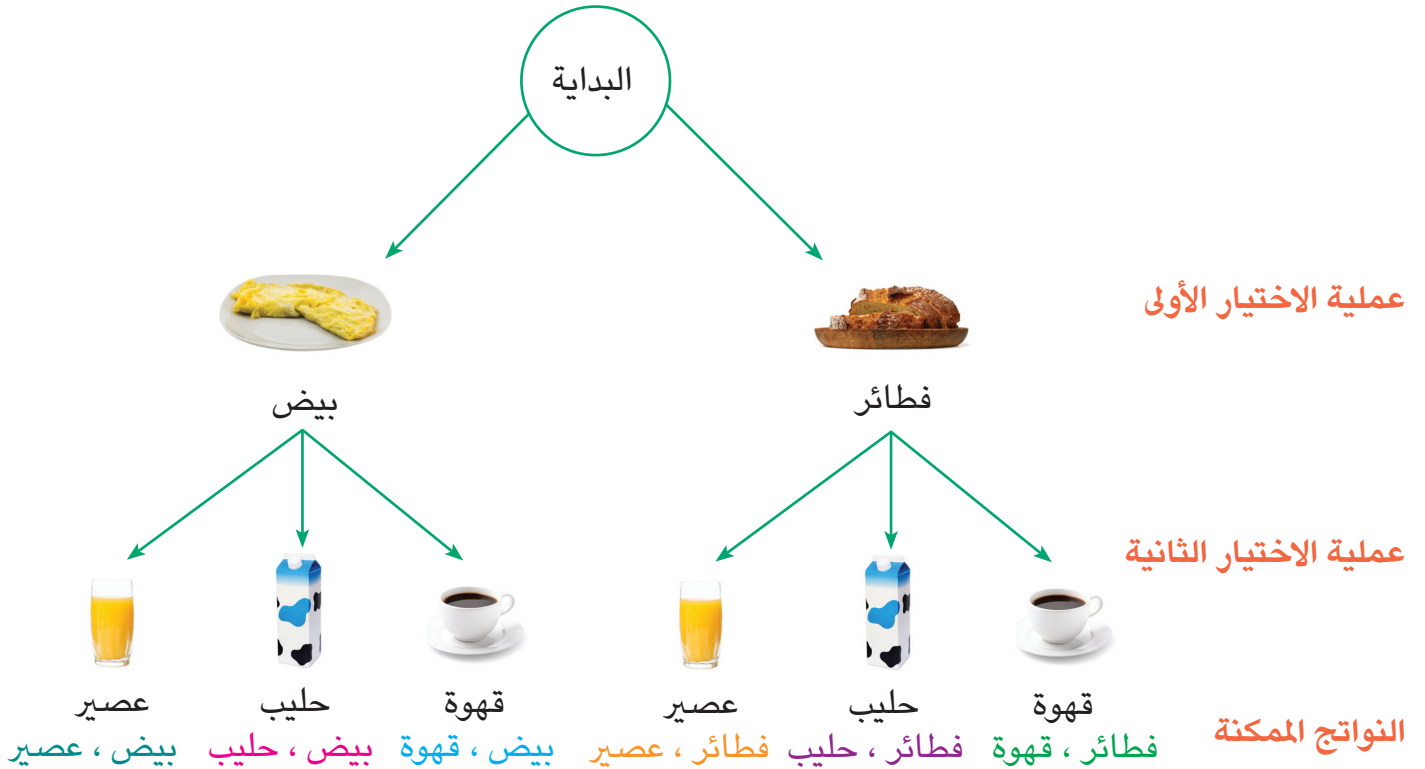 البداية
عملية الاختيار الأولى
فطائر
بيض
عملية الاختيار الثانية
قهوة
حليب
عصير
قهوة
حليب
عصير
النواتج الممكنة
فطائر ، قهوة
فطائر ، حليب
فطائر ، عصير
بيض ، قهوة
بيض ، حليب
بيض ، عصير